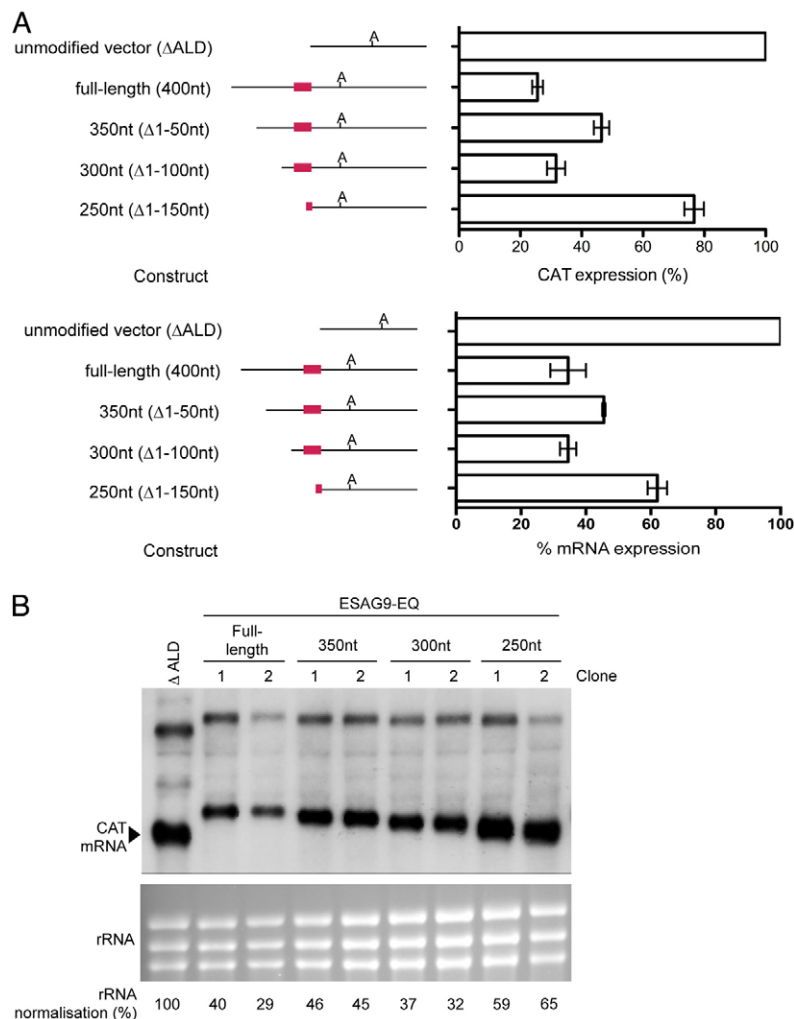 A
unmodified vector (ΔALD)
A
full-length (400nt)
A
350nt (Δ1-50nt)
A
300nt (Δ1-100nt)
A
250nt (Δ1-150nt)
A
0 20 40 60 80 100
Construct
CAT expression (%)
unmodified vector (ΔALD)
A
full-length (400nt)
A
350nt (Δ1-50nt)
A
300nt (Δ1-100nt)
A
250nt (Δ1-150nt)
A
0 20 40 60 80 100
Construct
% mRNA expression
B
ESAG9-EQ
Δ ALD
Full-
length
350nt
300nt
250nt
1 2 1 2 1 2 1 2 Clone
CAT
mRNA
rRNA
rRNA
normalisation (%)
100 40 29 46 45 37 32 59 65